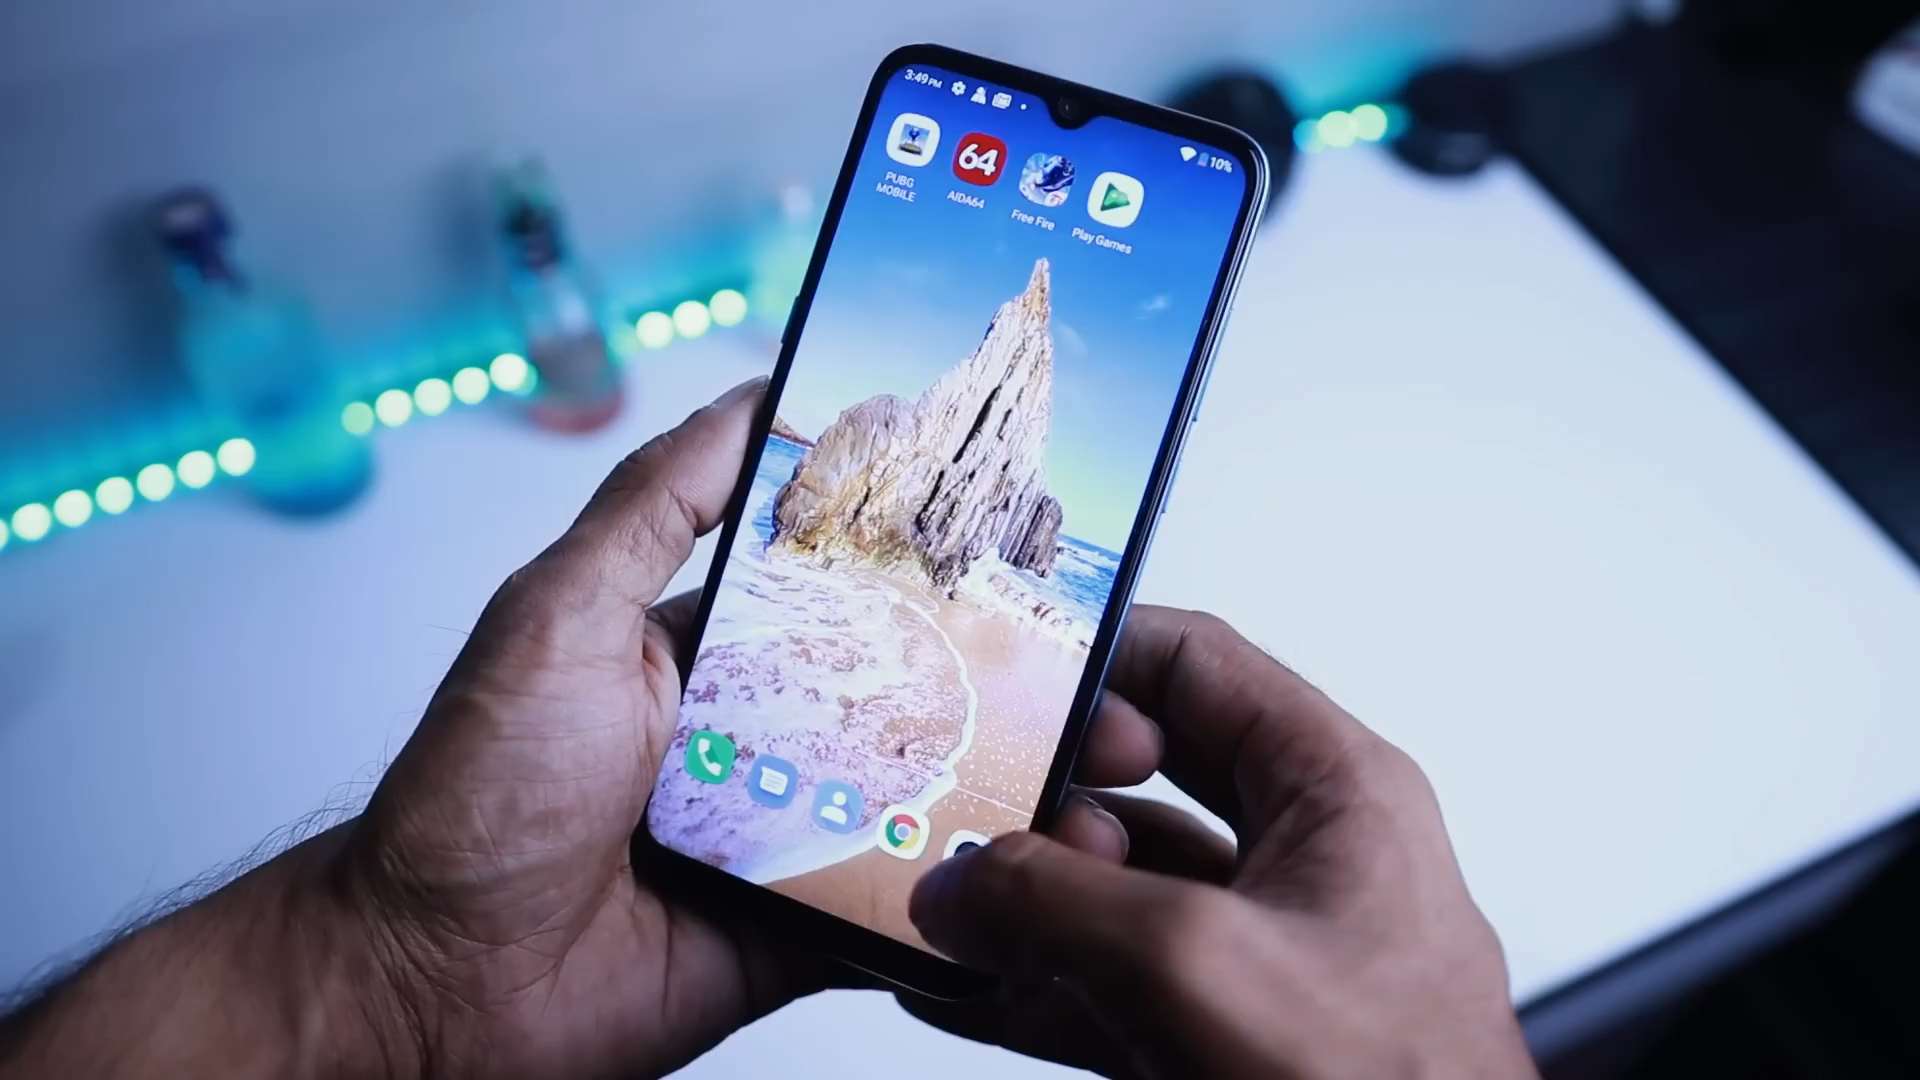 3:49 PM
10%
PUBG
MOBILE
64
AIDA64
Free Fire
Play Games